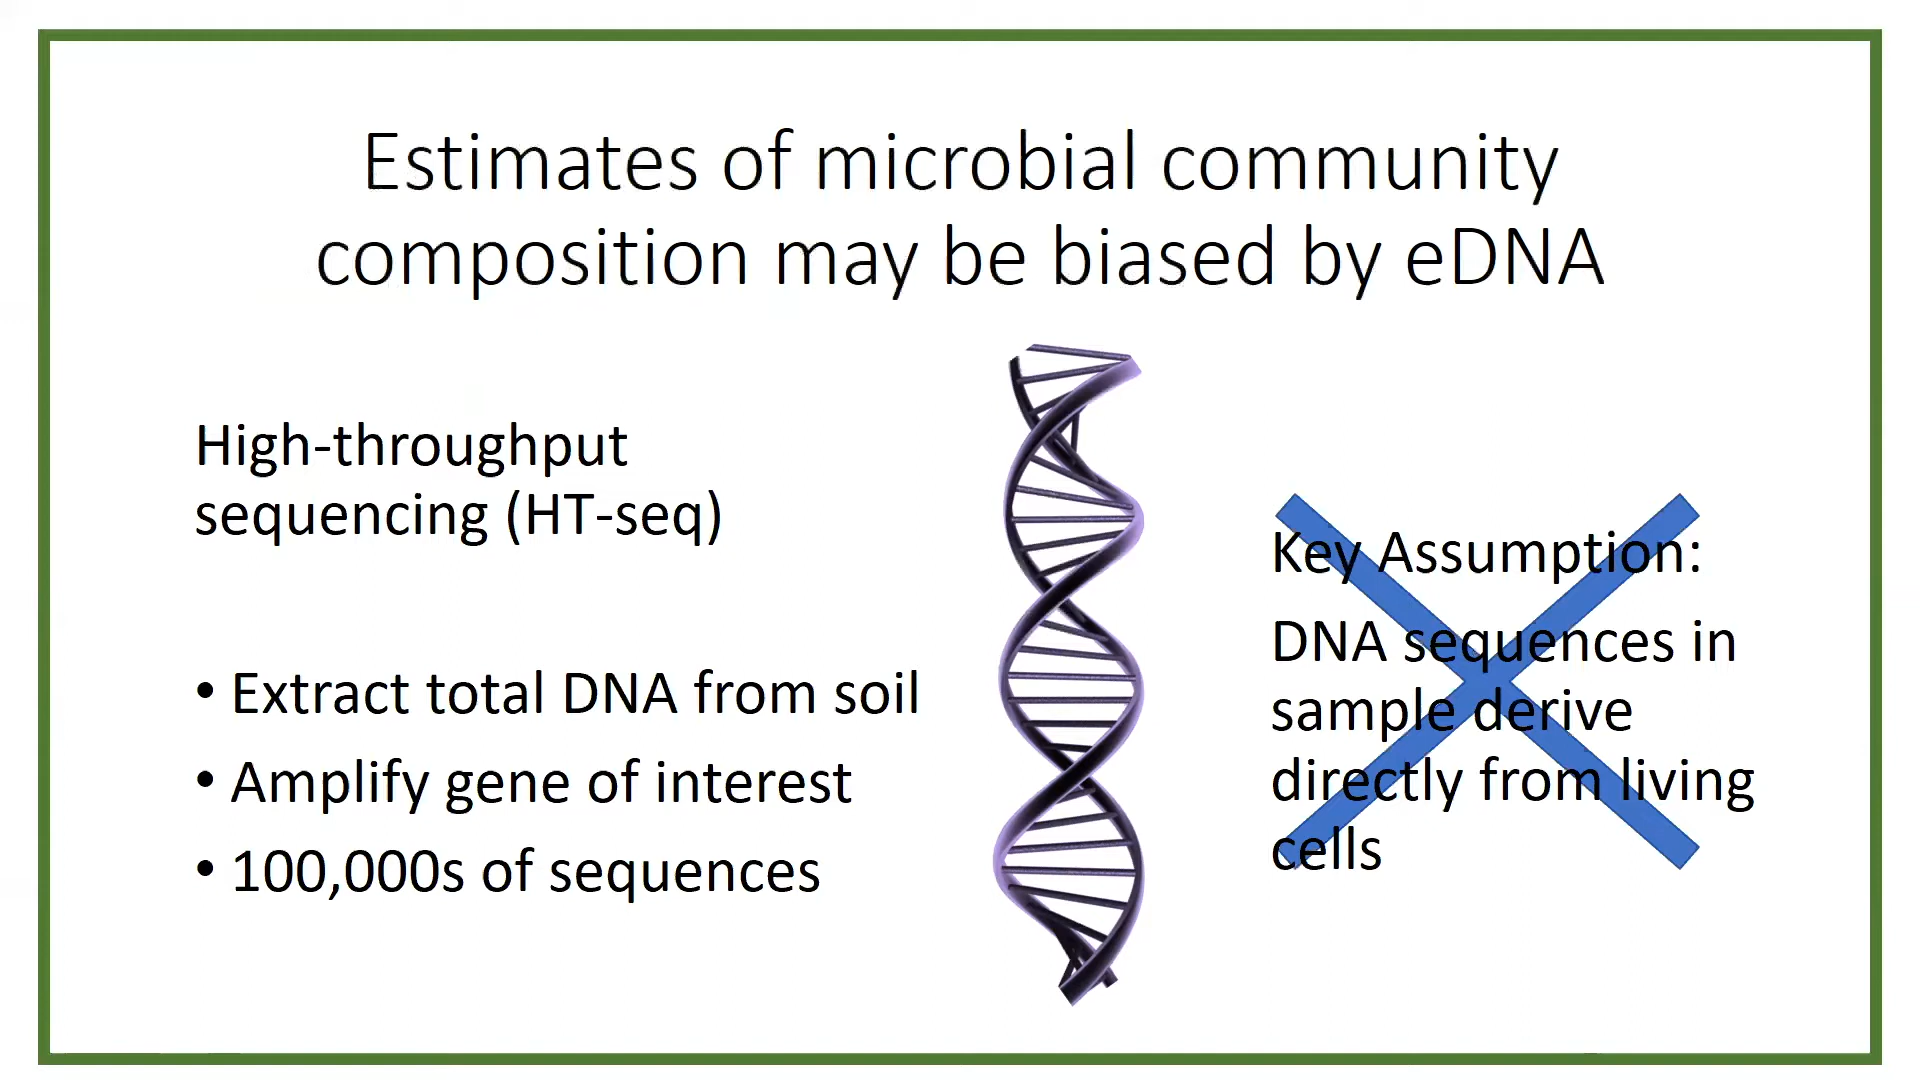 Estimates of microbial community
composition may be biased by eDNA
High-throughput
sequencing (HT-seq)
• Extract total DNA from soil
• Amplify gene of interest
• 100,000s of sequences
Key Assumption:
DNA sequences in
sample derive
directly from living
cells